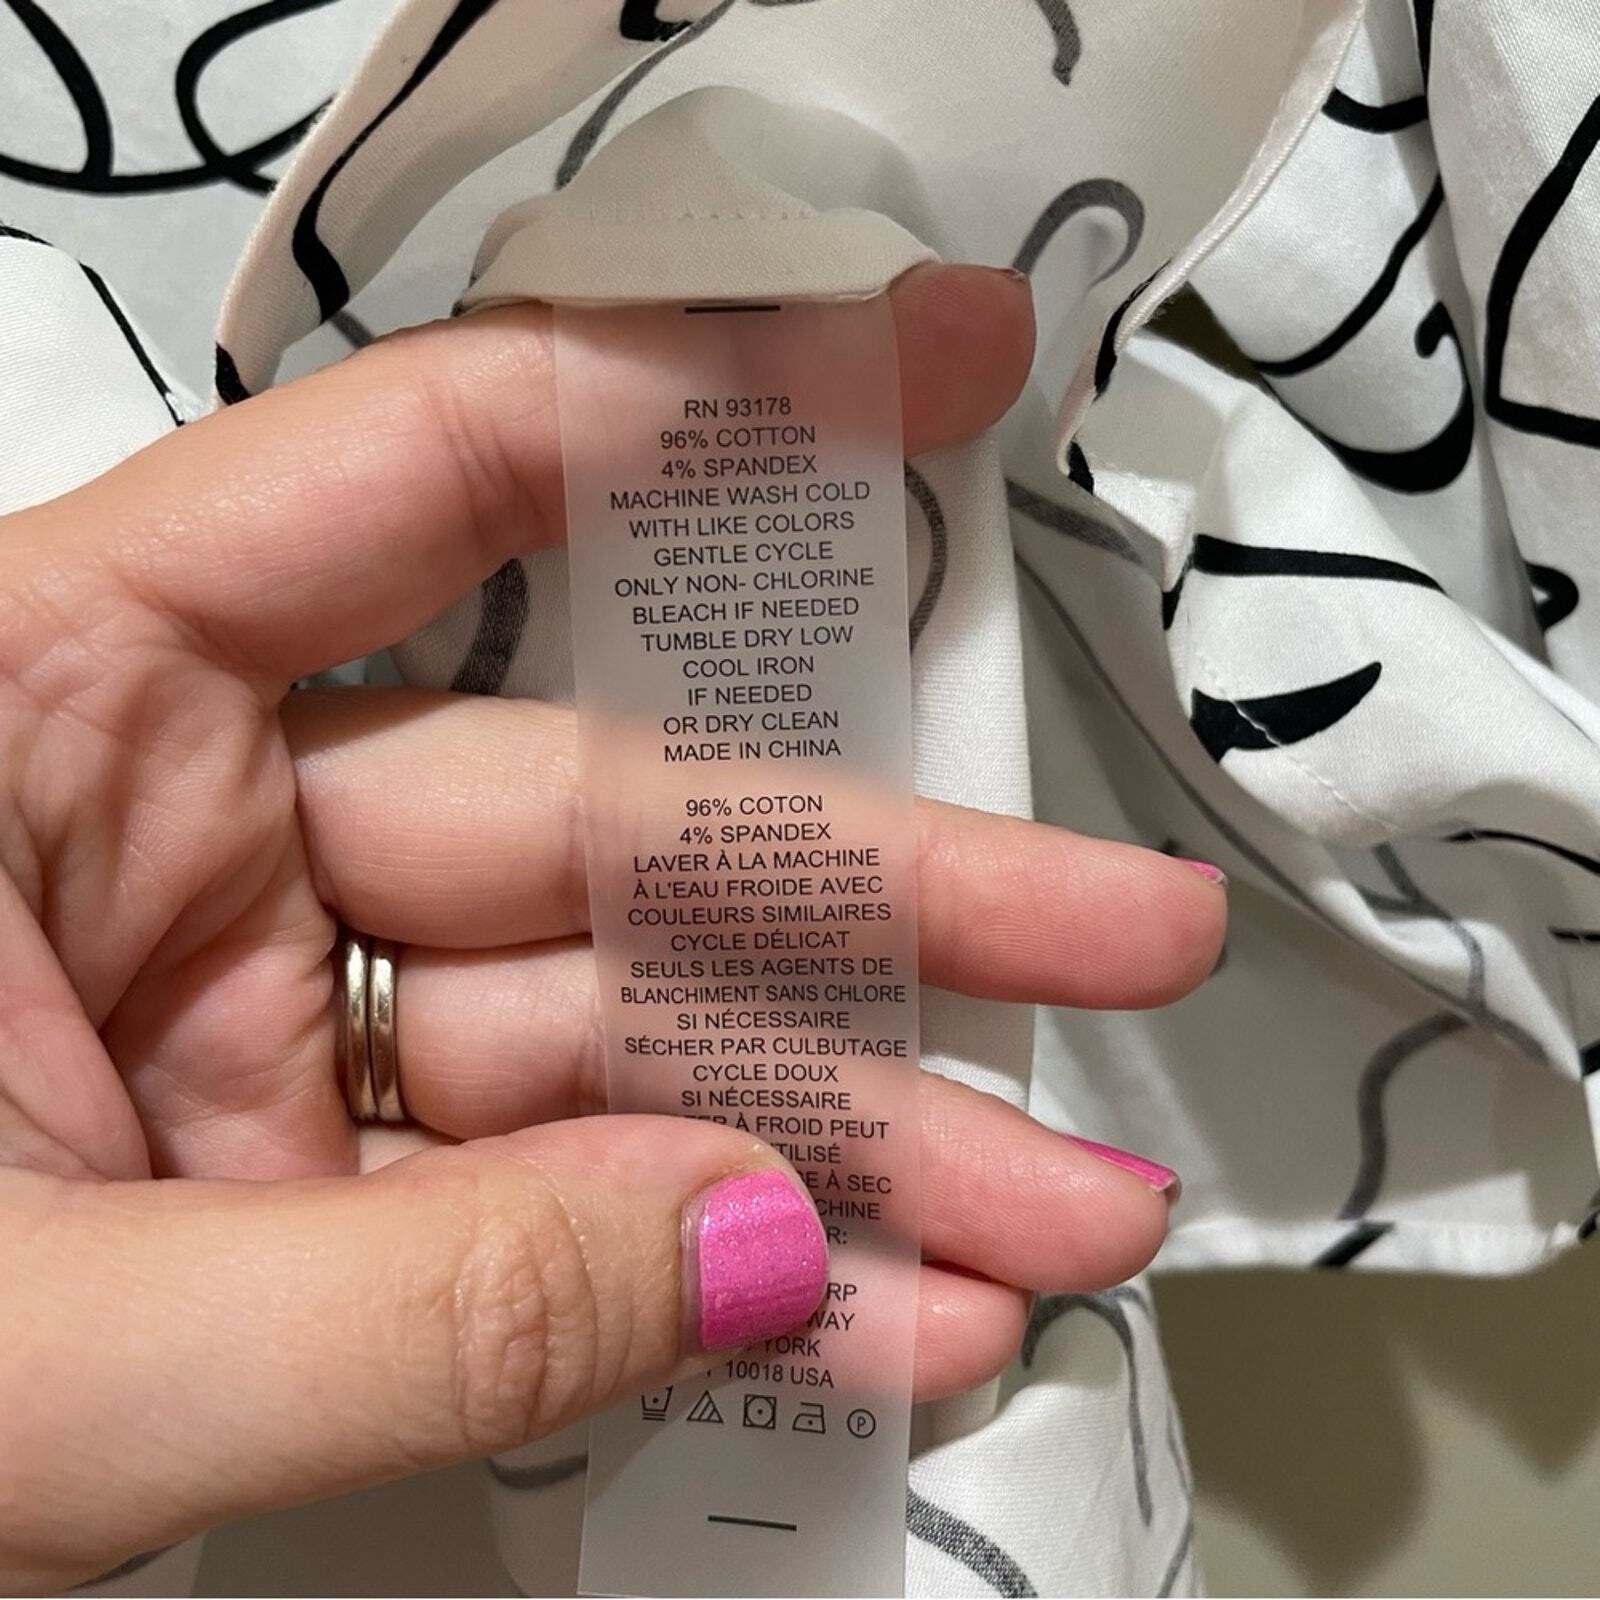 RN 93178
96% COTTON
4% SPANDEX
MACHINE WASH COLD
WITH LIKE COLORS
GENTLE CYCLE
ONLY NON- CHLORINE
BLEACH IF NEEDED
TUMBLE DRY LOW
COOL IRON
IF NEEDED
OR DRY CLEAN
MADE IN CHINA
96% COTON
4% SPANDEX
LAVER À LA MACHINE
À L'EAU FROIDE AVEC
COULEURS SIMILAIRES
CYCLE DÉLICAT
SEULS LES AGENTS DE
BLANCHIMENT SANS CHLORE
SI NÉCESSAIRE
SÉCHER PAR CULBUTAGE
CYCLE DOUX
SI NÉCESSAIRE
À FROID PEUT
À SEC
YORK
10018 USA
P